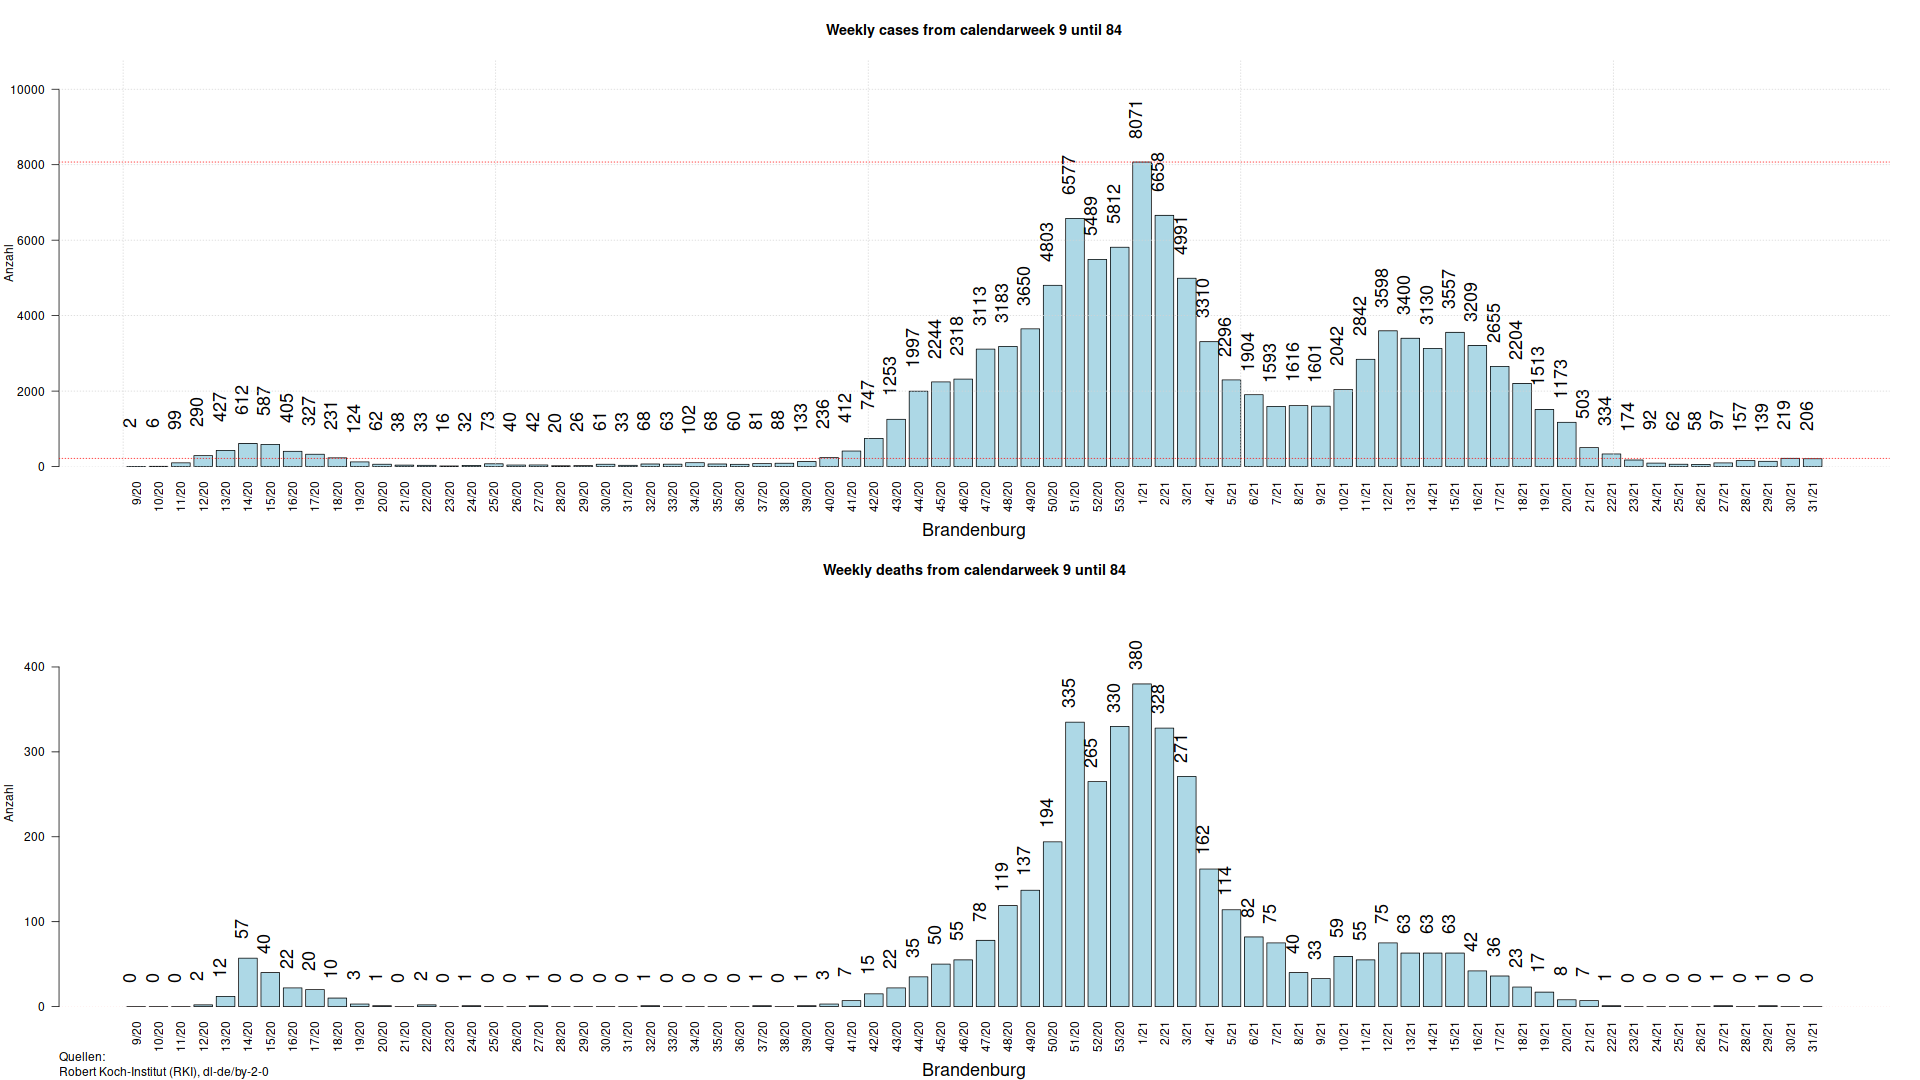 Weekly cases from calendarweek 9 until 84
Anzahl
10000
8000
6000
4000
2000
0
2 6 99 290 427 612 587 405 327 231 124 62 38 33 16 32 73 40 42 20 26 61 33 68 63 102 68 60 81 88 133 236 412 747 1253 1997 2244 2318 3113 3183 3650 4803 6577 5489 5812 8071 6658 4991 3310 2296 1904 1593 1616 1601 2042 2842 3598 3400 3130 3557 3209 2655 2204 1513 1173 503 334 174 92 62 58 97 157 139 219 206
9/20 10/20 11/20 12/20 13/20 14/20 15/20 16/20 17/20 18/20 19/20 20/20 21/20 22/20 23/20 24/20 25/20 26/20 27/20 28/20 29/20 30/20 31/20 32/20 33/20 34/20 35/20 36/20 37/20 38/20 39/20 40/20 41/20 42/20 43/20 44/20 45/20 46/20 47/20 48/20 49/20 50/20 51/20 52/20 53/20 1/21 2/21 3/21 4/21 5/21 6/21 7/21 8/21 9/21 10/21 11/21 12/21 13/21 14/21 15/21 16/21 17/21 18/21 19/21 20/21 21/21 22/21 23/21 24/21 25/21 26/21 27/21 28/21 29/21 30/21 31/21
Brandenburg
Weekly deaths from calendarweek 9 until 84
Anzahl
400
300
200
100
0
0 0 0 2 12 57 40 22 20 10 3 1 0 2 0 1 0 0 1 0 0 0 0 1 0 0 0 0 1 0 1 3 7 15 22 35 50 55 78 119 137 194 335 265 330 380 328 271 162 114 82 75 40 33 59 55 75 63 63 63 42 36 23 17 8 7 1 0 0 0 0 1 0 1 0 0
9/20 10/20 11/20 12/20 13/20 14/20 15/20 16/20 17/20 18/20 19/20 20/20 21/20 22/20 23/20 24/20 25/20 26/20 27/20 28/20 29/20 30/20 31/20 32/20 33/20 34/20 35/20 36/20 37/20 38/20 39/20 40/20 41/20 42/20 43/20 44/20 45/20 46/20 47/20 48/20 49/20 50/20 51/20 52/20 53/20 1/21 2/21 3/21 4/21 5/21 6/21 7/21 8/21 9/21 10/21 11/21 12/21 13/21 14/21 15/21 16/21 17/21 18/21 19/21 20/21 21/21 22/21 23/21 24/21 25/21 26/21 27/21 28/21 29/21 30/21 31/21
Brandenburg
Quellen:
Robert Koch-Institut (RKI), dl-de/by-2-0